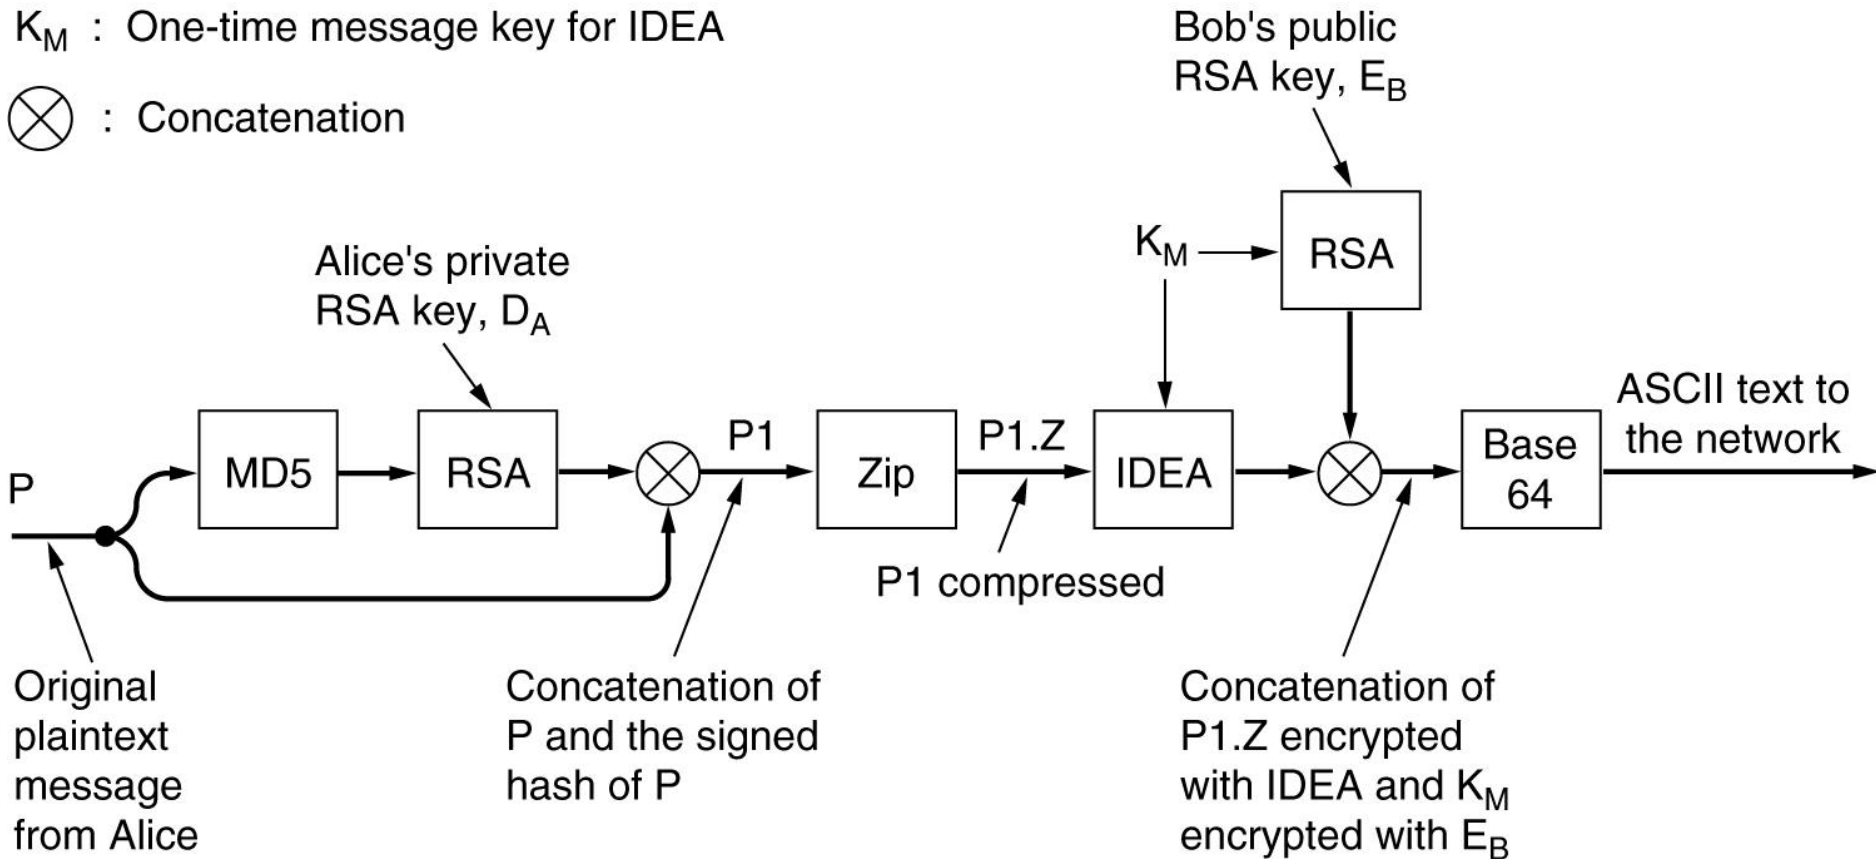 K_M : One-time message key for IDEA
: Concatenation
Bob's public
RSA key, E_B
K_M
RSA
Alice's private
RSA key, D_A
P
MD5
RSA
P1
Zip
P1.Z
IDEA
Base
64
ASCII text to
the network
P1 compressed
Original
plaintext
message
from Alice
Concatenation of
P and the signed
hash of P
Concatenation of
P1.Z encrypted
with IDEA and K_M
encrypted with E_B